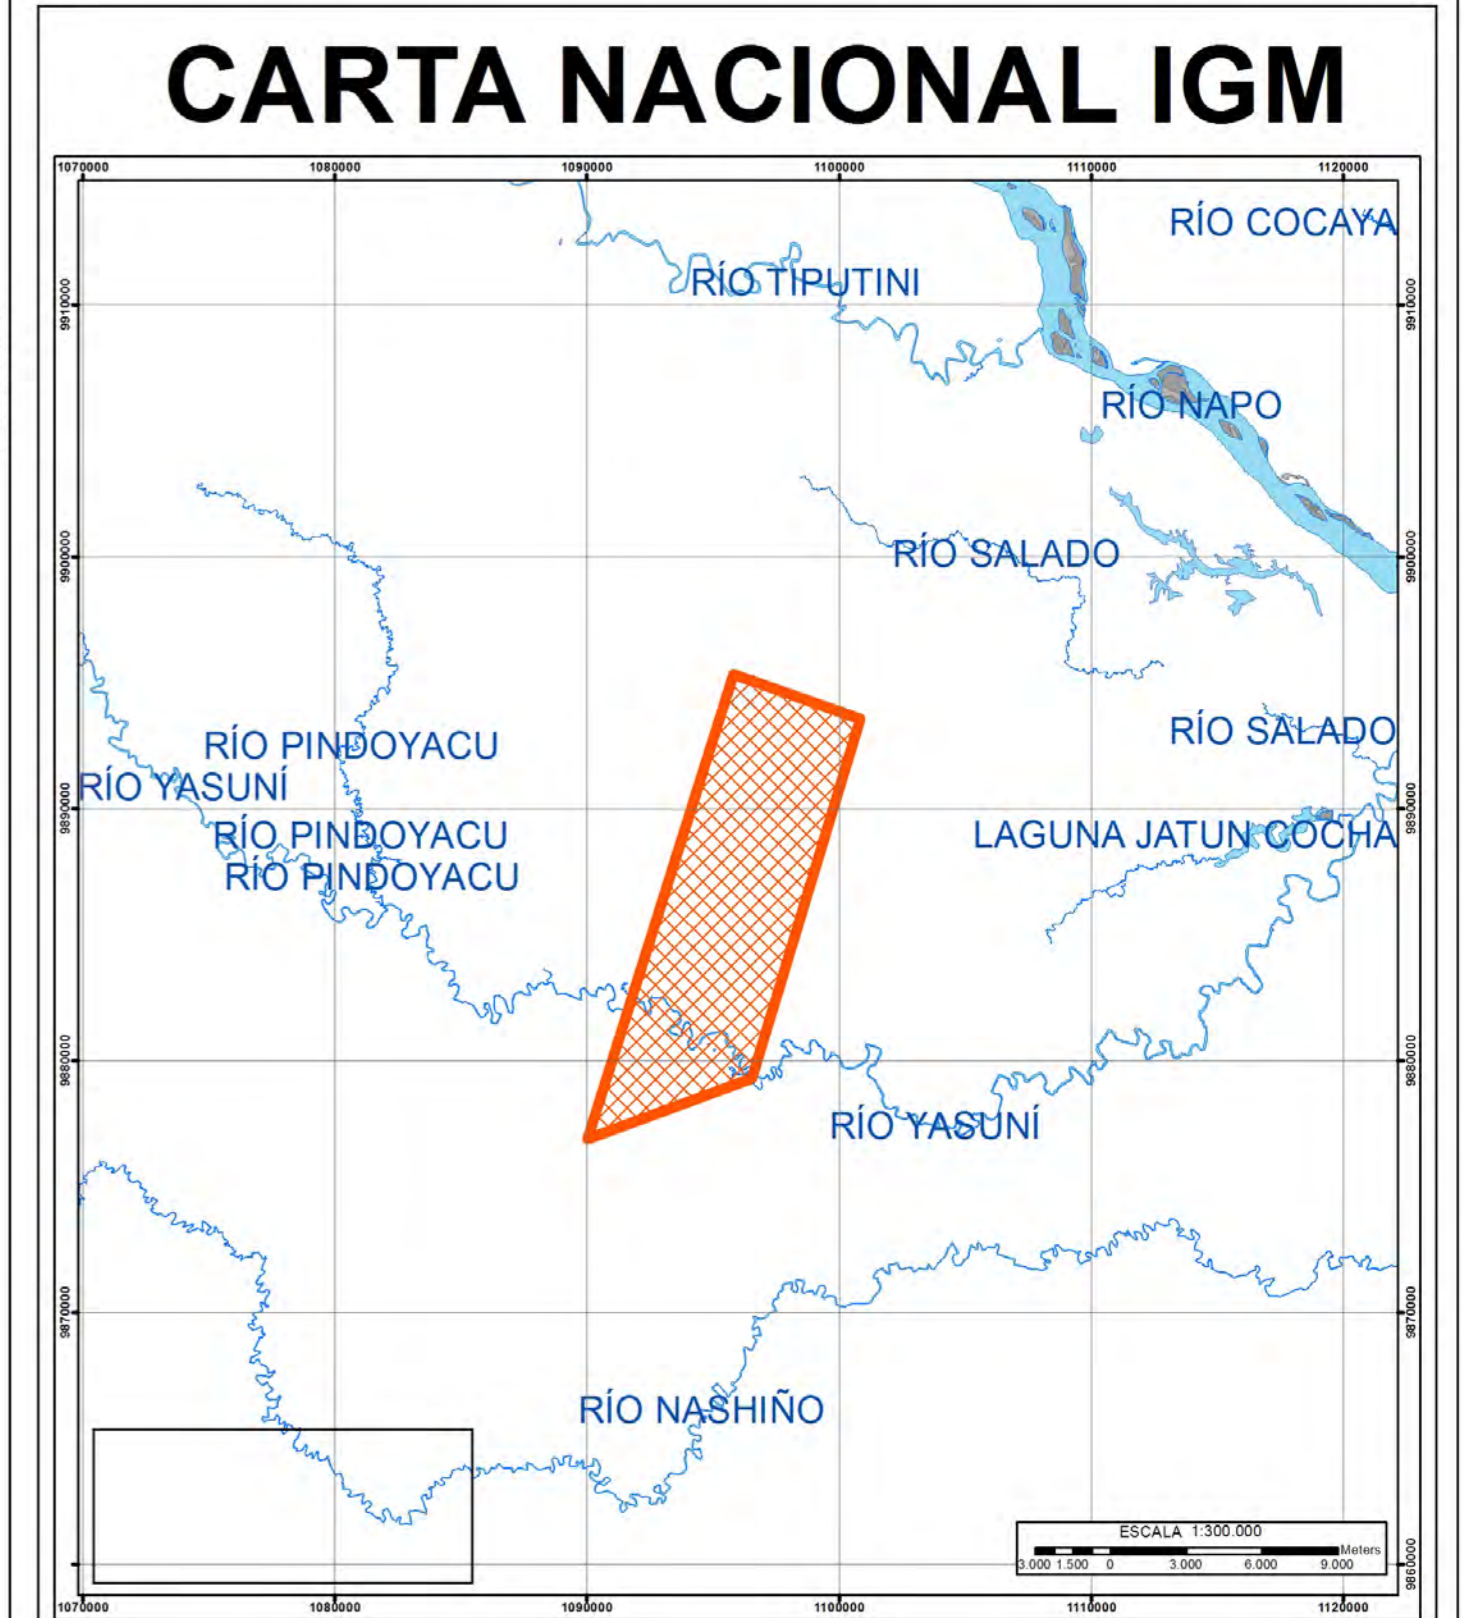 CARTA NACIONAL IGM
1070000 1080000 1090000 1100000 1110000 1120000
RÍO COCAYA
RÍO TIPUTINI
9910000 9910000
RÍO NAPO
RÍO SALADO
9900000 9900000
RÍO SALADO
RÍO PINDOYACU
RÍO YASUNÍ
9890000 9890000
RÍO PINDOYACU
LAGUNA JATUN COCHA
RÍO PINDOYACU
9880000 9880000
RÍO YASUNÍ
9870000 9870000
RÍO NASHIÑO
ESCALA 1:300.000
Meters
3.000 1.500 0 3.000 6.000 9.000
9860000
1070000 1080000 1090000 1100000 1110000 1120000